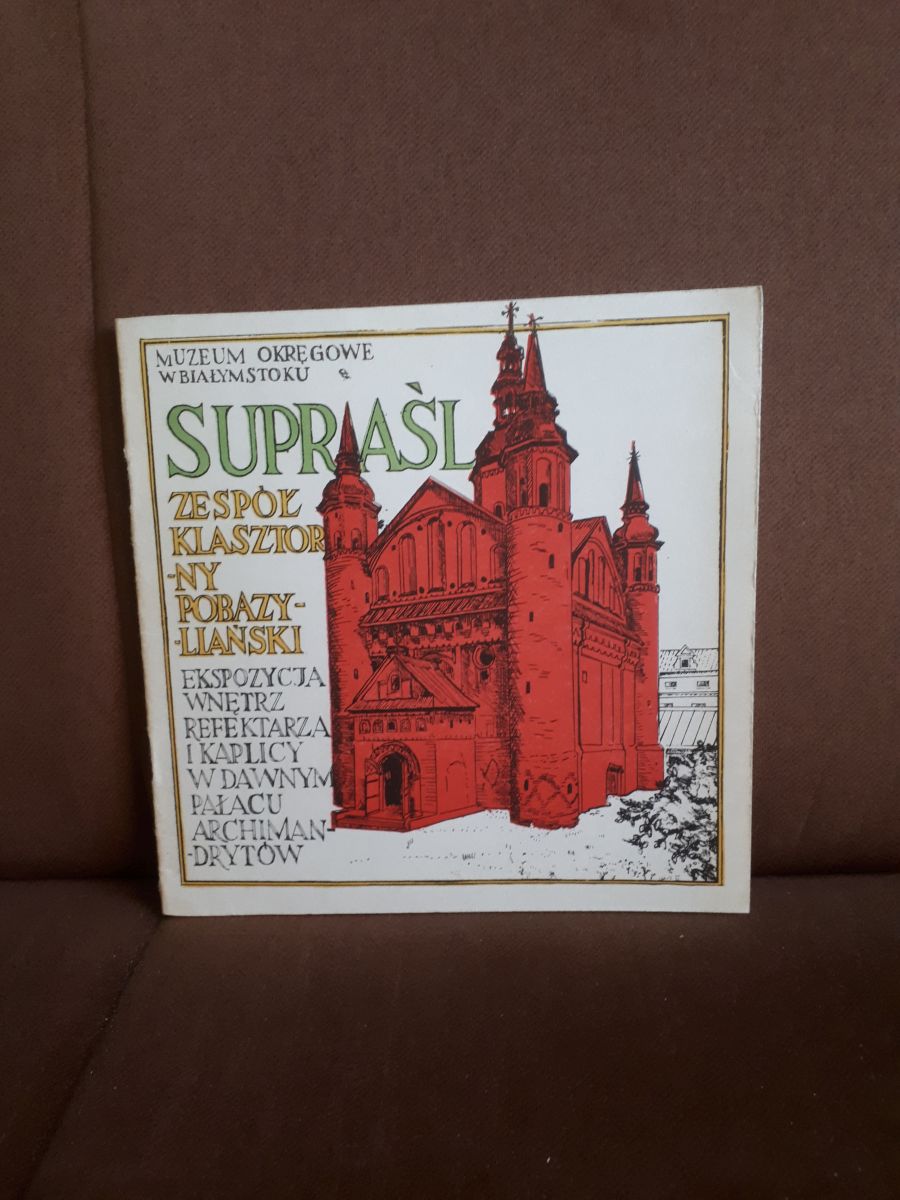 MUZEUM OKRĘGOWE
W BIAŁYMSTOKU
SUPRAŚL
ZESPÓŁ
KLASZTOR
-NY
POBAZY-
-LIAŃSKI
EKSPOZYCJA
WNĘTRZ
REFEKTARZA
I KAPLICY
W DAWNYM
PAŁACU
ARCHIMAN-
-DRYTÓW